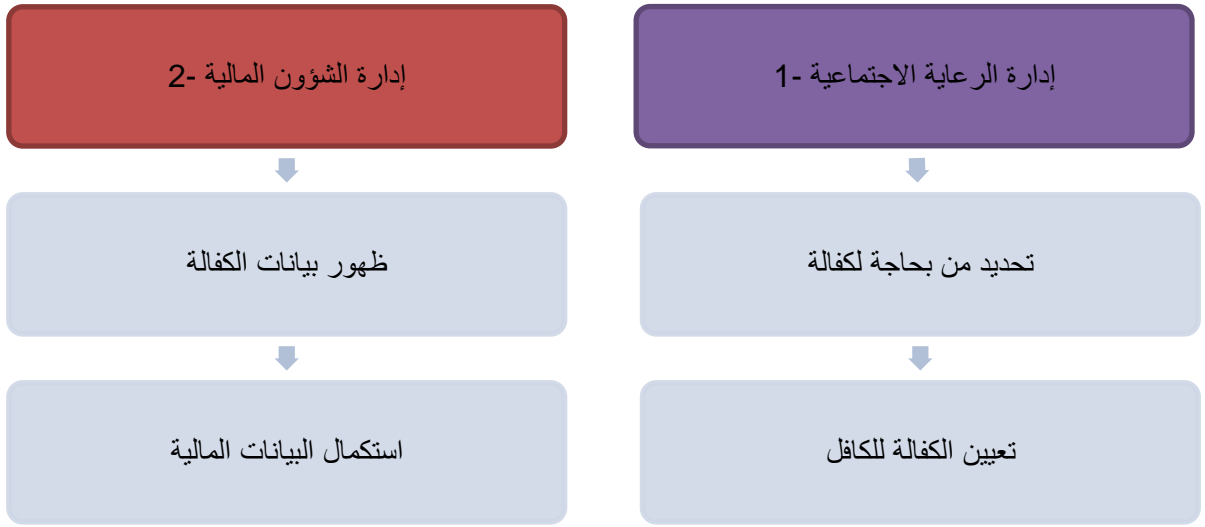 إدارة الرعاية الاجتماعية -1
تحديد من بحاجة لكفالة
تعيين الكفالة للكافل
إدارة الشؤون المالية -2
ظهور بيانات الكفالة
استكمال البيانات المالية